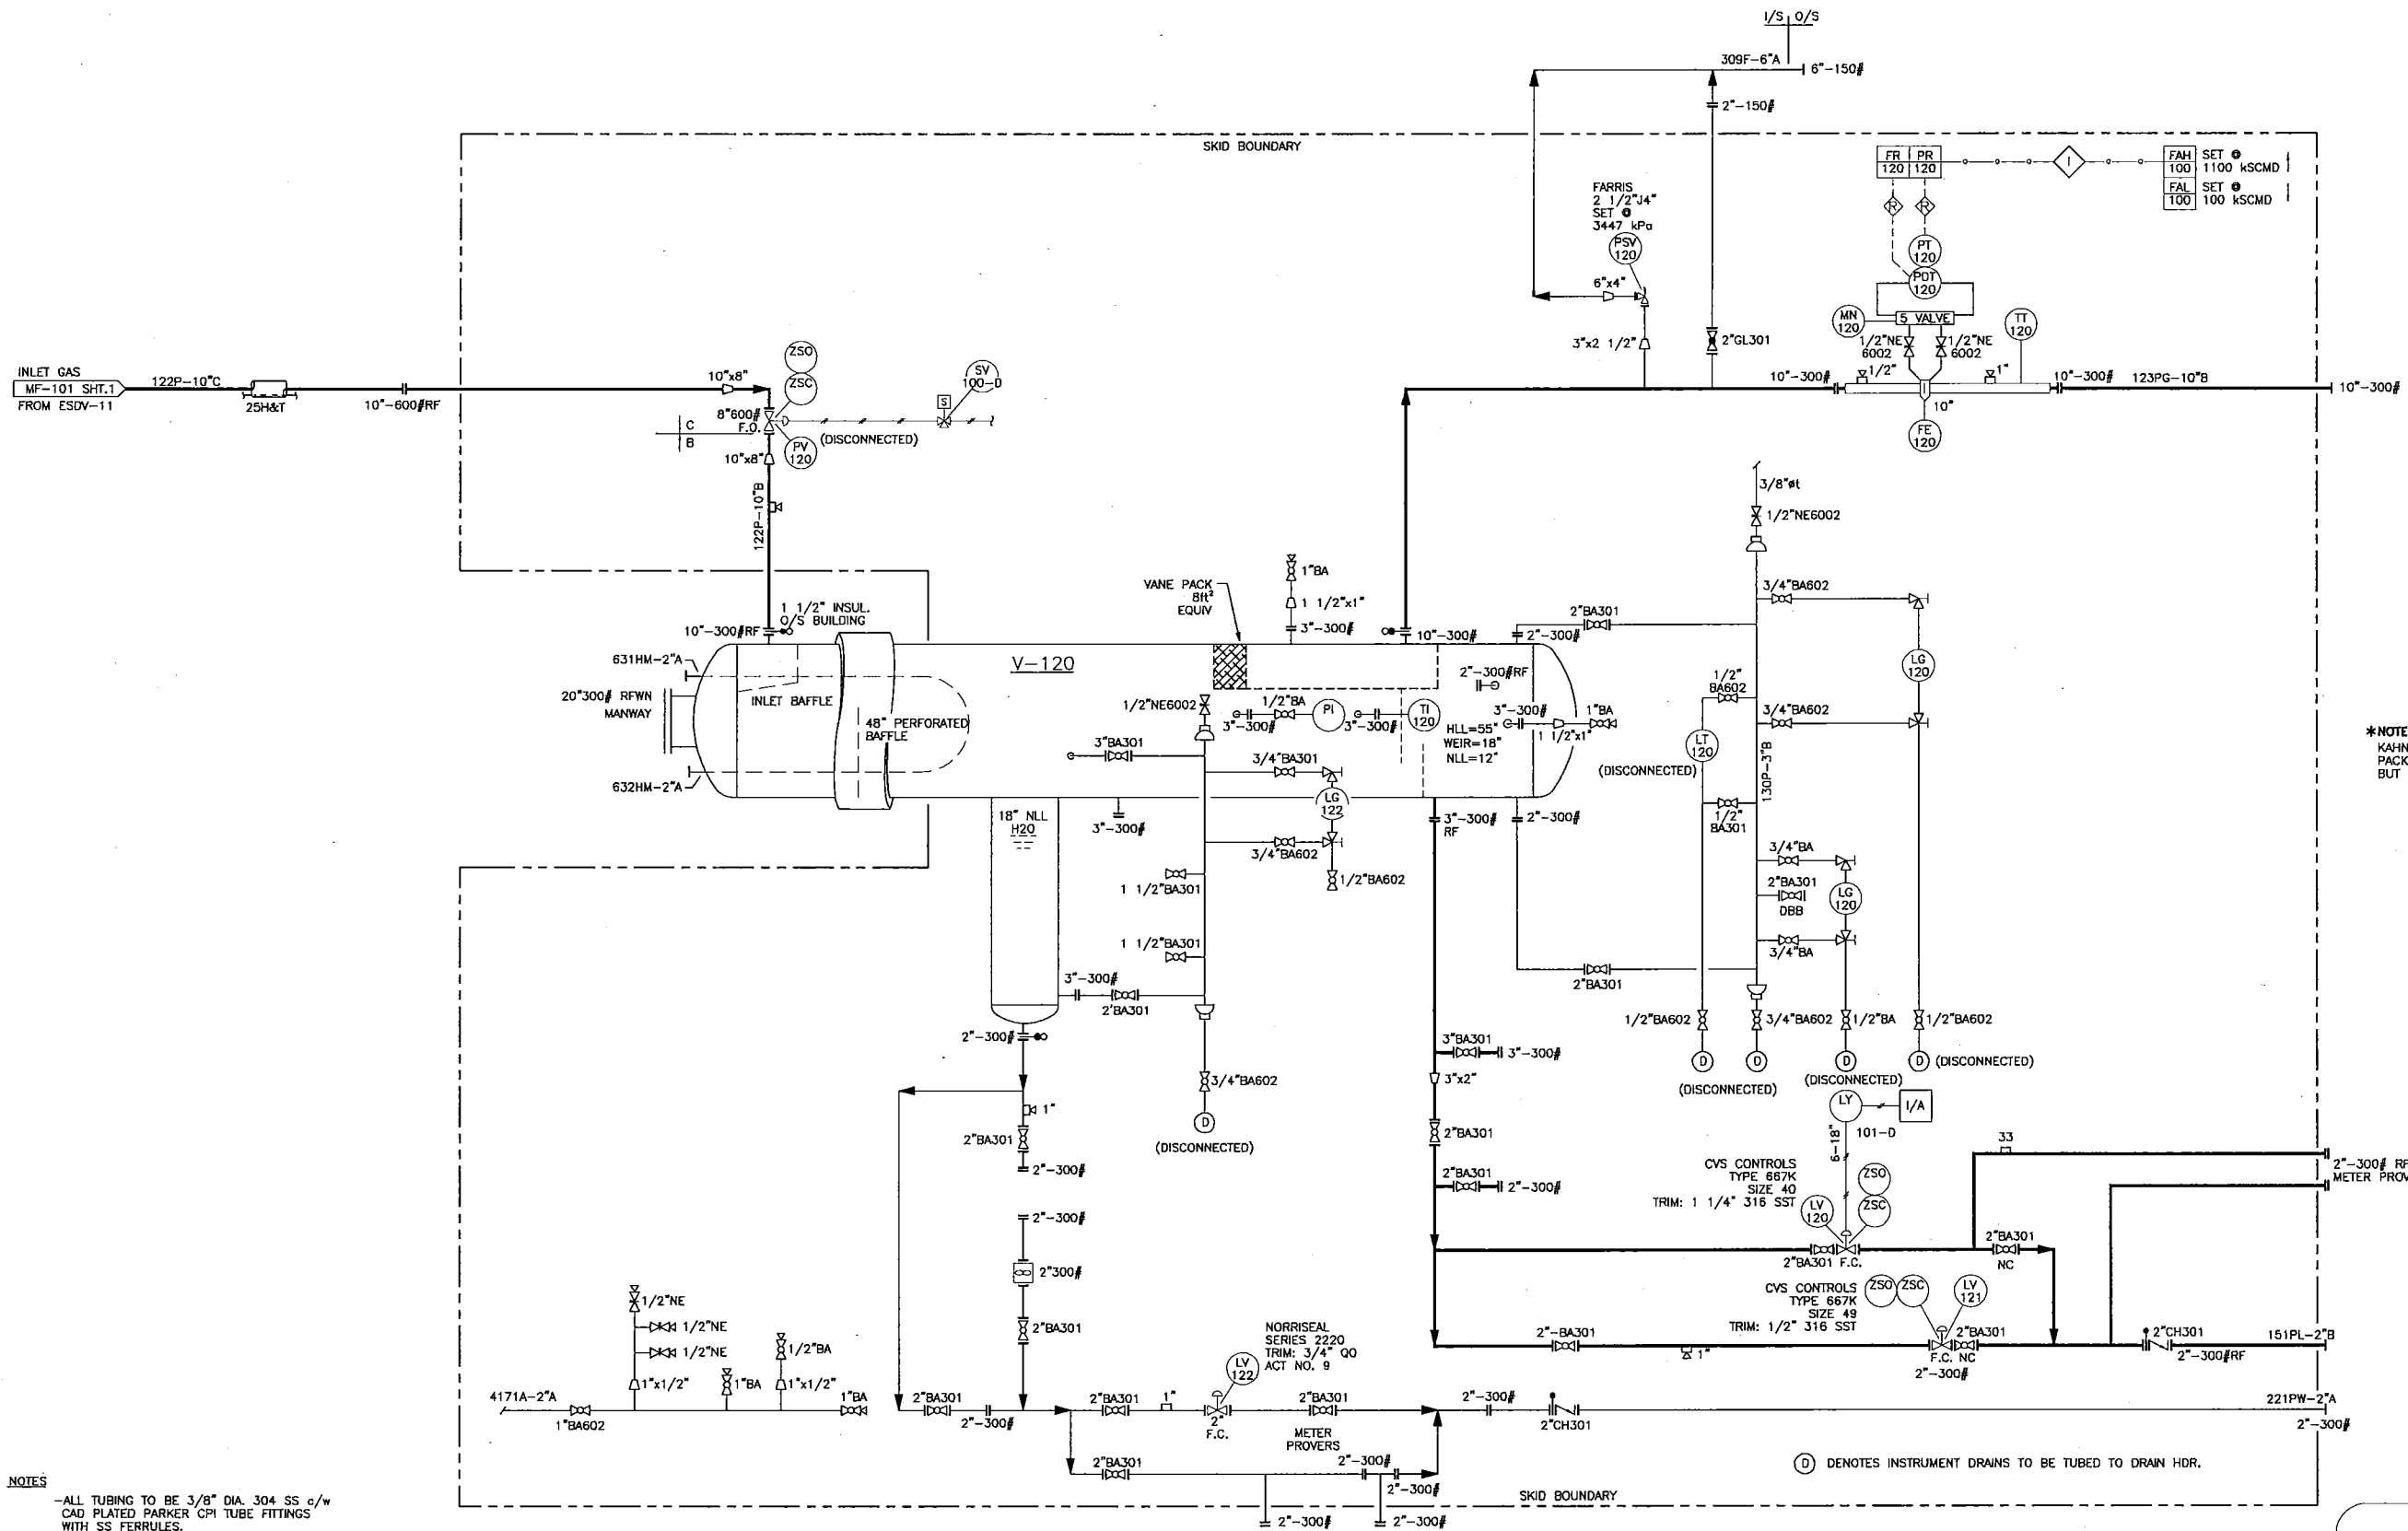 I/S O/S
309F-6"A
6"-150#
2"-150#
SKID BOUNDARY
FR 120
PR 120
I
FAH 100
SET @
1100 kSCMD
FAL 100
SET @
100 kSCMD
R
R
FARRIS
2 1/2"J4"
SET @
3447 kPa
PSV 120
6"x4"
3"x2 1/2"
2"GL301
PT 120
PDT 120
MN 120
5 VALVE
TT 120
1/2"NE
6002
1/2"NE
6002
10"-300#
1/2"
1"
10"-300#
123PG-10"B
10"-300#
10"
FE 120
INLET GAS
MF-101 SHT.1
FROM ESDV-11
122P-10"C
25H&T
10"-600#RF
10"x8"
ZSO
ZSC
8"600#
F.O.
C
B
10"x8"
PV 120
(DISCONNECTED)
S
SV 100-D
122P-10"B
3/8"øt
1/2"NE6002
VANE PACK
8ft²
EQUIV
1"BA
1 1/2"x1"
3"-300#
10"-300#
2"-300#
2"BA301
3/4"BA602
1 1/2" INSUL.
O/S BUILDING
10"-300#RF
631HM-2"A
20"300# RFWN
MANWAY
632HM-2"A
INLET BAFFLE
48" PERFORATED
BAFFLE
V-120
1/2"NE6002
3"-300#
1/2"BA
PI
3"-300#
TI 120
2"-300#RF
3"-300#
1"BA
1 1/2"x1"
HLL=55"
WEIR=18"
NLL=12"
LG 120
1/2"
BA602
3/4"BA602
LT 120
(DISCONNECTED)
130P-3"B
1/2"
BA301
3"BA301
3/4"BA301
LG 122
3/4"BA602
1/2"BA602
18" NLL
H20
3"-300#
3"-300#
RF
2"-300#
1 1/2"BA301
1 1/2"BA301
3/4"BA
2"BA301
DBB
LG 120
3/4"BA
3"-300#
2'BA301
2"BA301
2"-300#
1/2"BA602
3/4"BA602
1/2"BA
1/2"BA602
D
D
D
D
(DISCONNECTED)
(DISCONNECTED)
(DISCONNECTED)
*NOTE
KAHN
PACK
BUT
3"BA301
3"-300#
3"x2"
2"BA301
2"BA301
2"-300#
3/4"BA602
D
(DISCONNECTED)
1"
2"BA301
2"-300#
2"-300#
2"300#
2"BA301
LY
I/A
101-D
6-18"
CVS CONTROLS
TYPE 667K
SIZE 40
TRIM: 1 1/4" 316 SST
ZSO
ZSC
LV 120
2"BA301 F.C.
2"BA301
NC
33
2"-300# RF
METER PROV
CVS CONTROLS
TYPE 667K
SIZE 49
TRIM: 1/2" 316 SST
ZSO
ZSC
LV 121
2"-BA301
1"
2"BA301
F.C. NC
2"-300#
2"CH301
2"-300#RF
151PL-2"B
1/2"NE
1/2"NE
1/2"NE
1"x1/2"
1"BA
1/2"BA
1"x1/2"
1"BA
4171A-2"A
1"BA602
2"BA301
2"-300#
2"BA301
1"
NORRISEAL
SERIES 2220
TRIM: 3/4" QO
ACT NO. 9
LV 122
2"
F.C.
2"BA301
METER
PROVERS
2"-300#
2"CH301
221PW-2"A
2"-300#
2"BA301
2"-300#
2"-300#
2"-300#
2"-300#
D DENOTES INSTRUMENT DRAINS TO BE TUBED TO DRAIN HDR.
SKID BOUNDARY
NOTES
-ALL TUBING TO BE 3/8" DIA. 304 SS c/w
CAD PLATED PARKER CPI TUBE FITTINGS
WITH SS FERRULES.